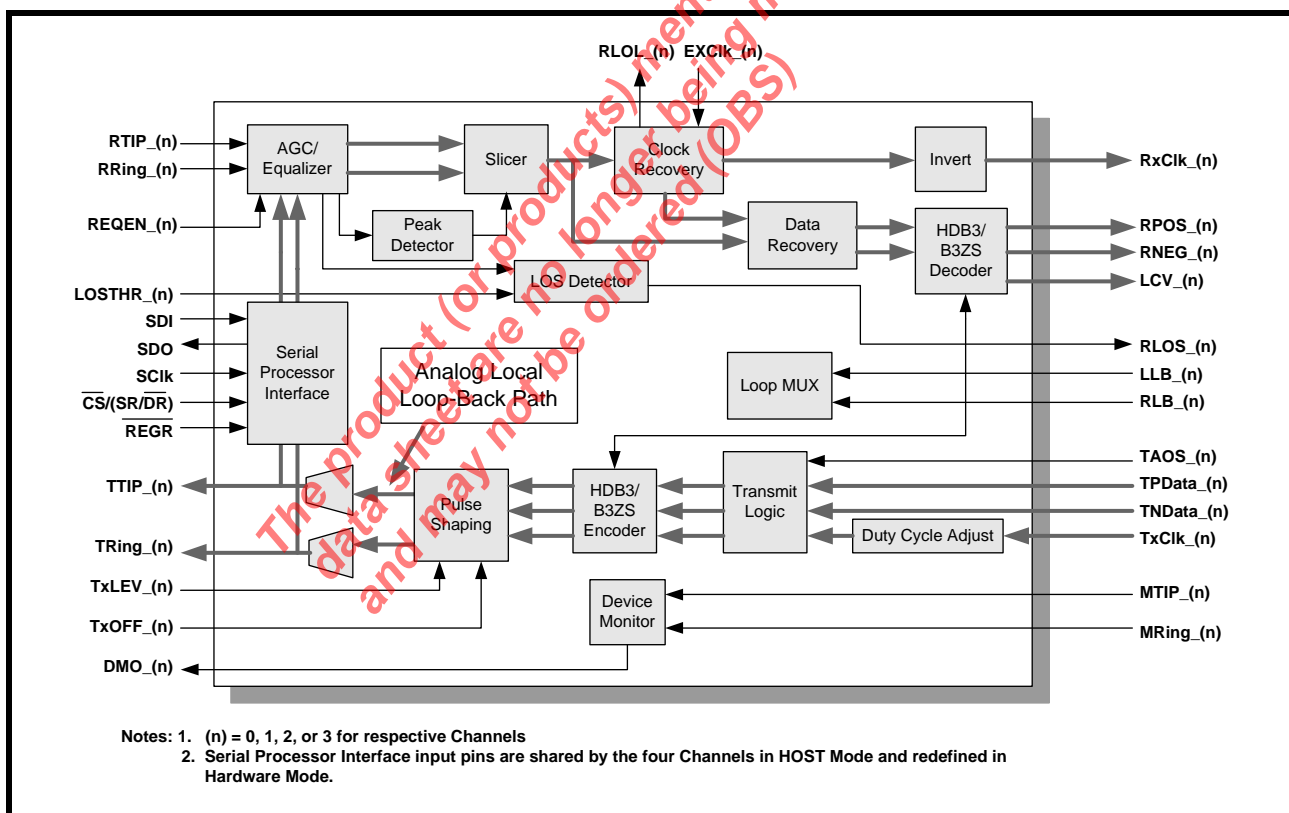 RLOL_(n) EXClk_(n)
RTIP_(n)
RRing_(n)
REQEN_(n)
LOSTHR_(n)
SDI
SDO
SClk
CS/(SR/DR)
REGR
TTIP_(n)
TRing_(n)
TxLEV_(n)
TxOFF_(n)
DMO_(n)
AGC/
Equalizer
Peak
Detector
Slicer
Clock
Recovery
Invert
Data
Recovery
HDB3/
B3ZS
Decoder
LOS Detector
Serial
Processor
Interface
Analog Local
Loop-Back Path
Loop MUX
Pulse
Shaping
HDB3/
B3ZS
Encoder
Transmit
Logic
Duty Cycle Adjust
Device
Monitor
RxClk_(n)
RPOS_(n)
RNEG_(n)
LCV_(n)
RLOS_(n)
LLB_(n)
RLB_(n)
TAOS_(n)
TPData_(n)
TNData_(n)
TxClk_(n)
MTIP_(n)
MRing_(n)
The product (or products)
data sheet are no longer being
and may not be ordered (OBS)
Notes: 1. (n) = 0, 1, 2, or 3 for respective Channels
2. Serial Processor Interface input pins are shared by the four Channels in HOST Mode and redefined in
Hardware Mode.